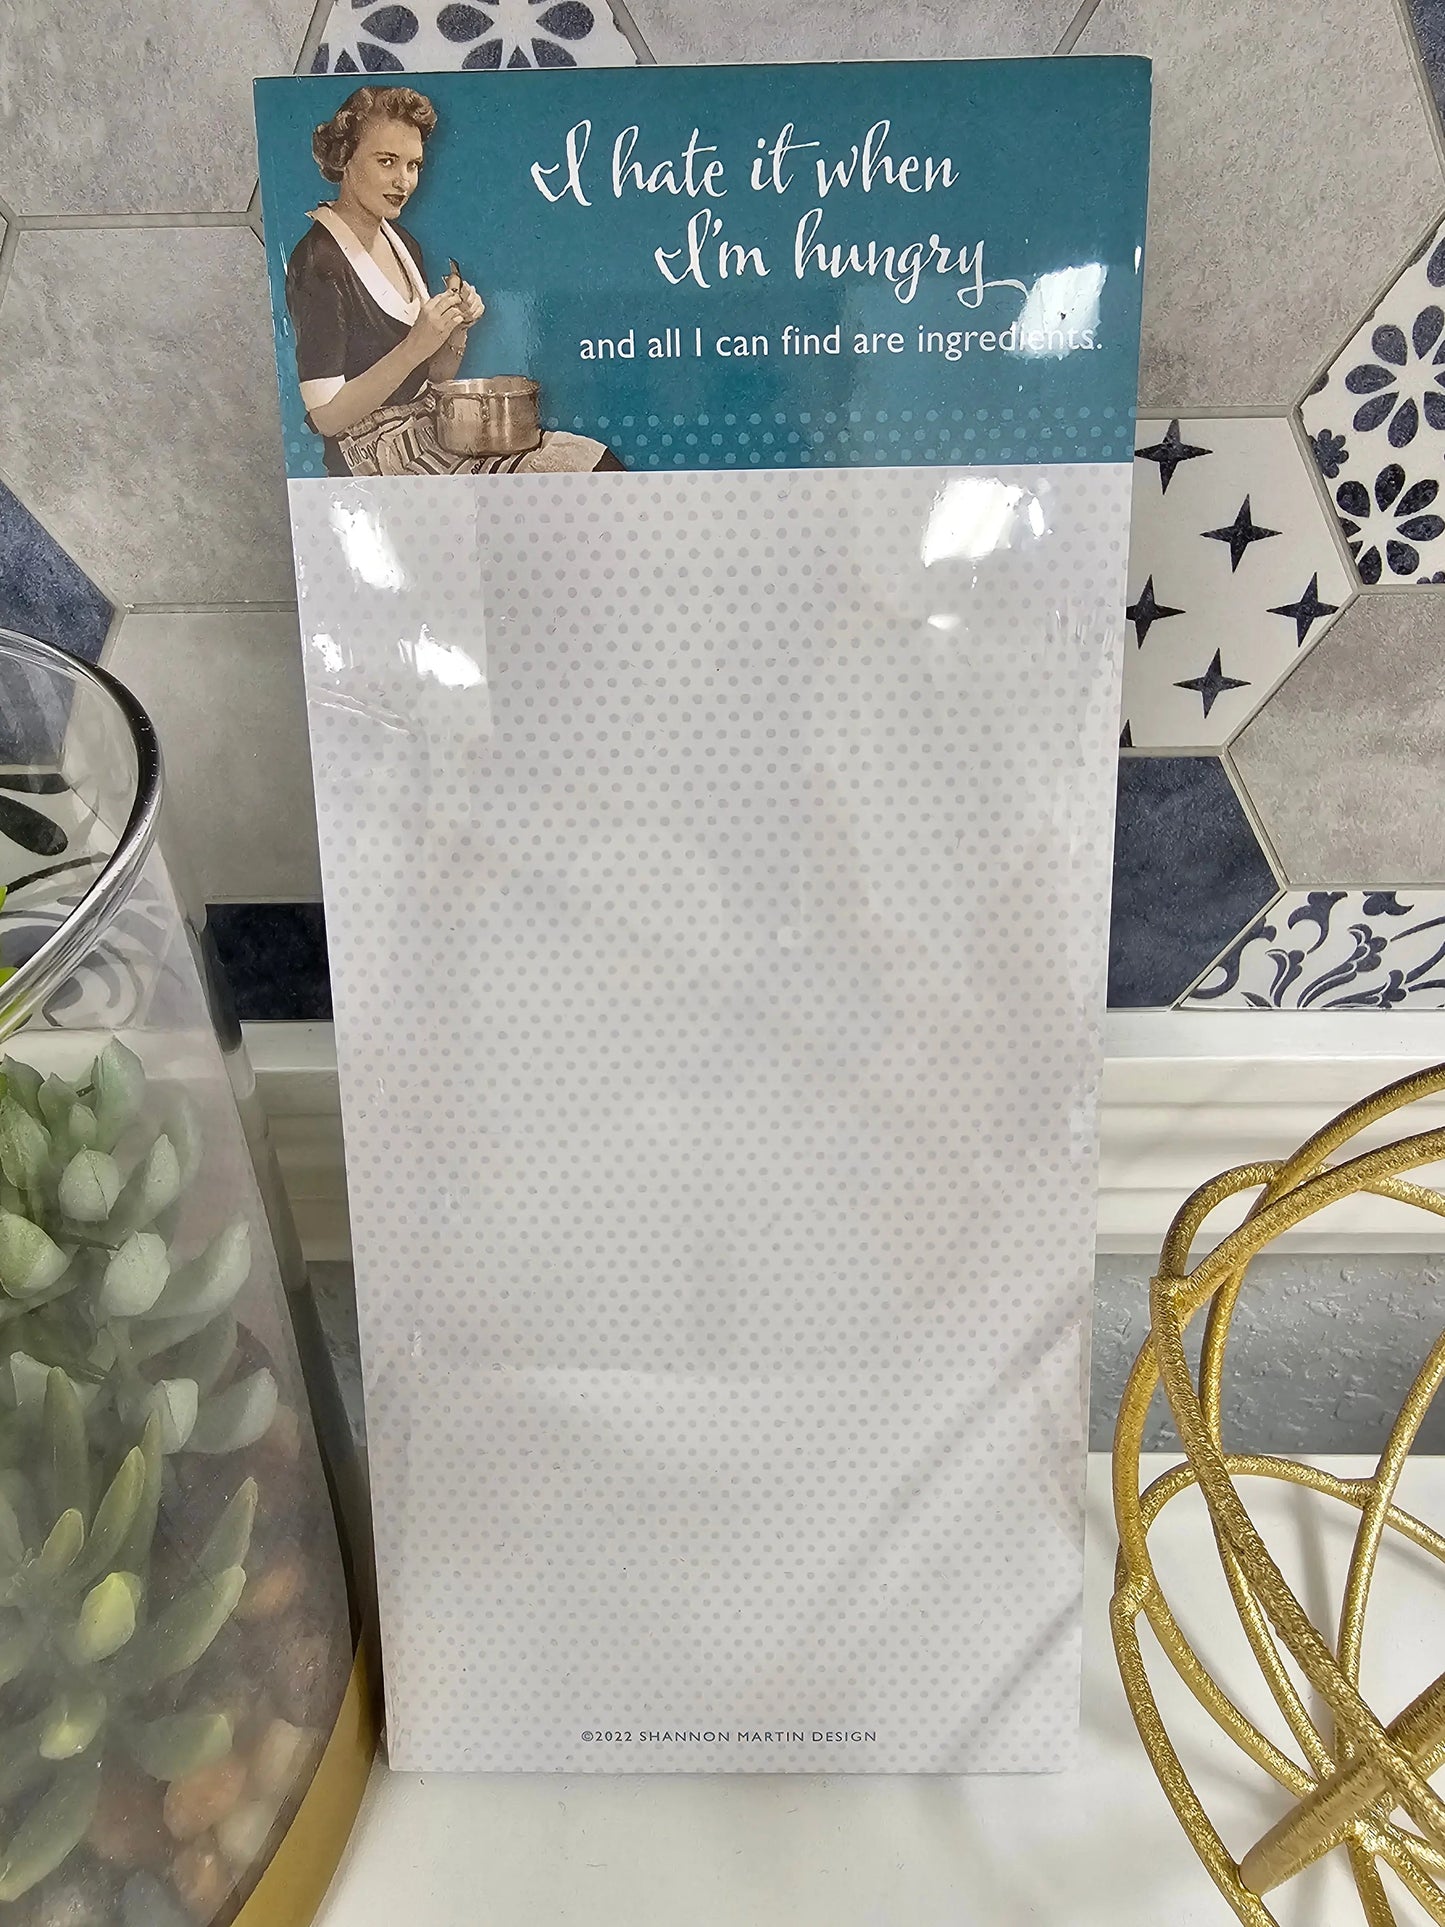 I hate it when
I'm hungry
and all I can find are ingredients.
©2022 SHANNON MARTIN DESIGN